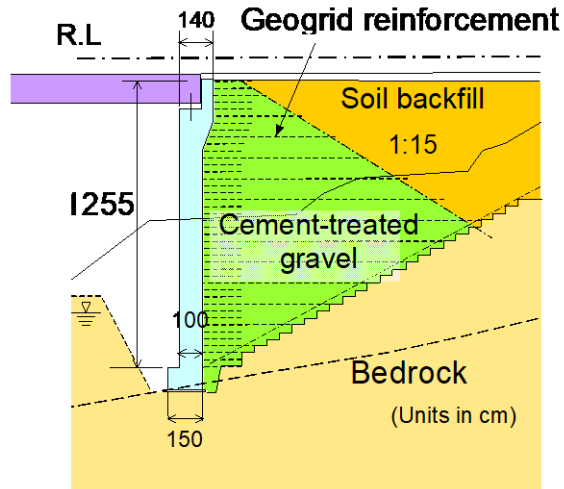 140
Geogrid reinforcement
R.L
Soil backfill
1:15
1255
Cement-treated
gravel
100
Bedrock
(Units in cm)
150